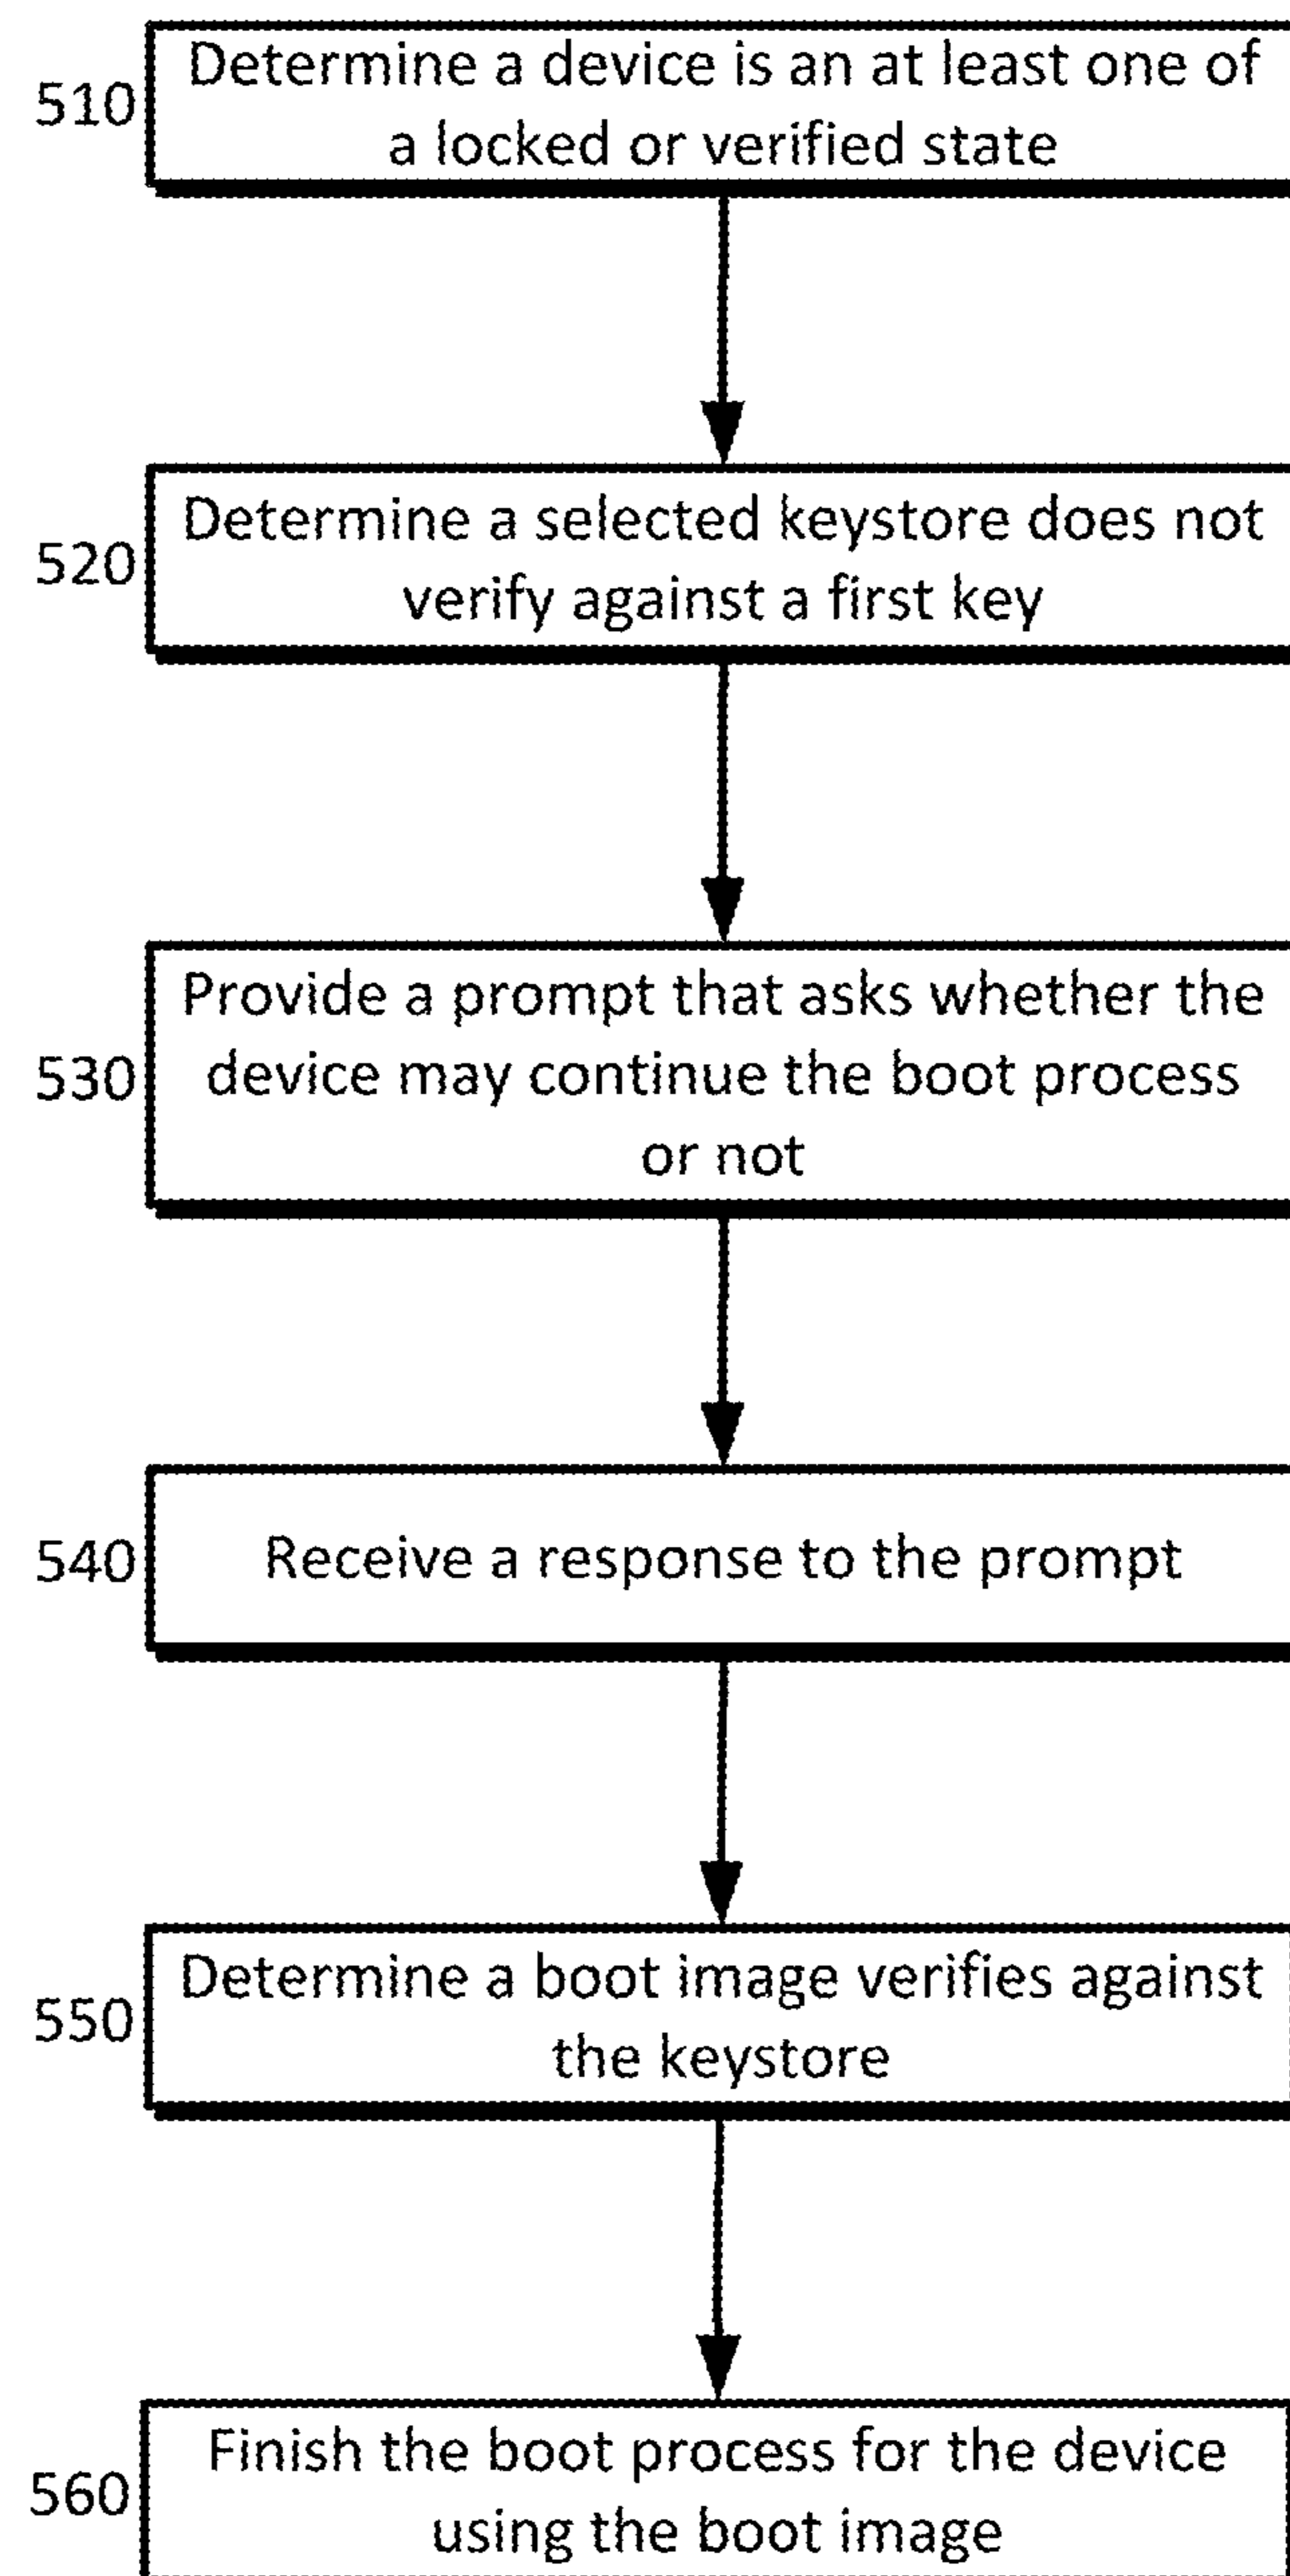 510
Determine a device is an at least one of
a locked or verified state
520
Determine a selected keystore does not
verify against a first key
530
Provide a prompt that asks whether the
device may continue the boot process
or not
540
Receive a response to the prompt
550
Determine a boot image verifies against
the keystore
560
Finish the boot process for the device
using the boot image